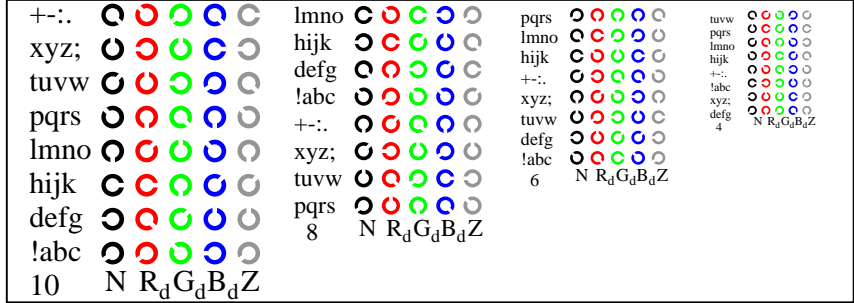 +-:.
xyz;
tuvw
pqrs
lmno
hijk
defg
!abc
10 N RdGdBdZ
lmno
hijk
defg
!abc
+-:.
xyz;
tuvw
pqrs
8 N RdGdBdZ
pqrs
lmno
hijk
+-:.
xyz;
tuvw
defg
!abc
6 N RdGdBdZ
tuvw
pqrs
lmno
hijk
+-:.
!abc
xyz;
defg
N RdGdBdZ
4